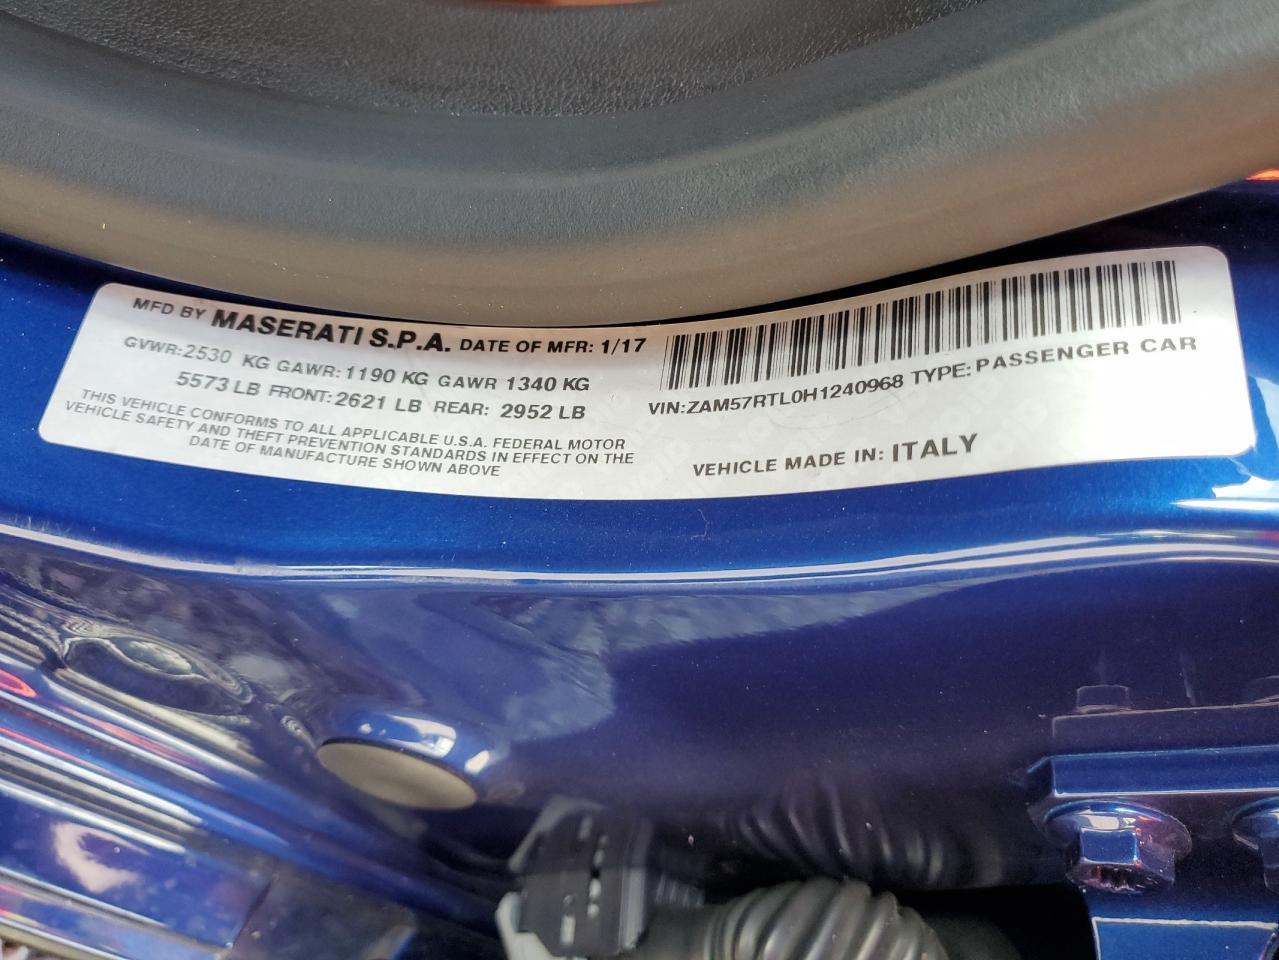 MFD BY MASERATI S.P.A. DATE OF MFR: 1/17
GVWR:2530 KG GAWR:1190 KG GAWR 1340 KG
5573 LB FRONT:2621 LB REAR: 2952 LB
THIS VEHICLE CONFORMS TO ALL APPLICABLE U.S.A. FEDERAL MOTOR
VEHICLE SAFETY AND THEFT PREVENTION STANDARDS IN EFFECT ON THE
DATE OF MANUFACTURE SHOWN ABOVE
VIN:ZAM57RTL0H1240968 TYPE:PASSENGER CAR
VEHICLE MADE IN: ITALY